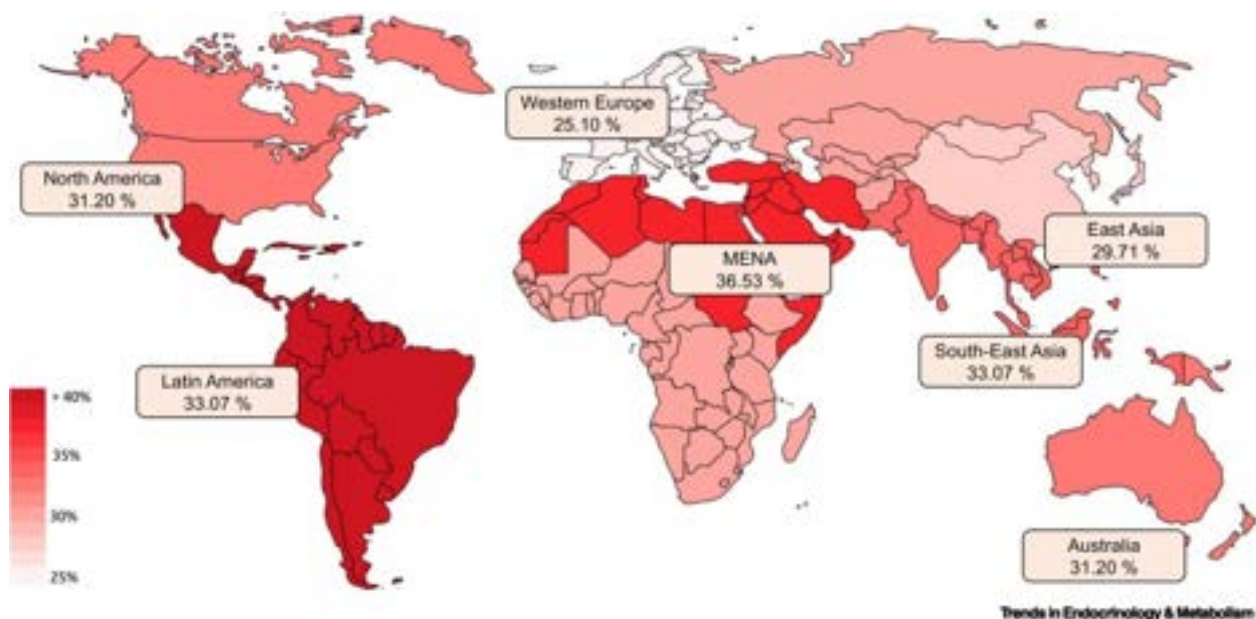 Western Europe
25.10 %
North America
31.20 %
East Asia
29.71 %
MENA
36.53 %
South-East Asia
33.07 %
Latin America
33.07 %
> 40%
35%
30%
25%
Australia
31.20 %
Trends in Endocrinology & Metabolism